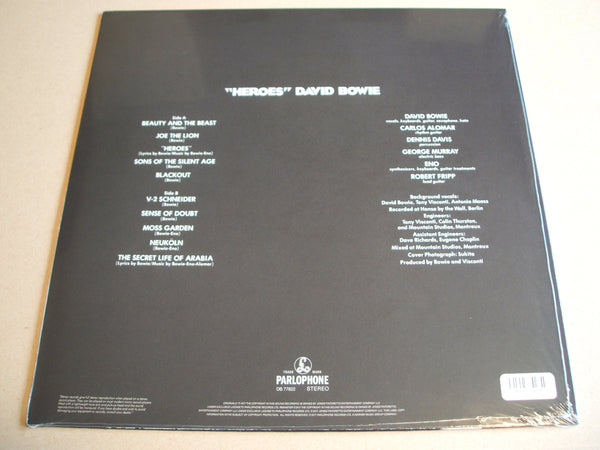 "HEROES" DAVID BOWIE
Side A
BEAUTY AND THE BEAST
(Bowie)
JOE THE LION
(Bowie)
"HEROES"
(Lyrics by Bowie/Music by Bowie-Eno)
SONS OF THE SILENT AGE
(Bowie)
BLACKOUT
(Bowie)
Side B
V-2 SCHNEIDER
(Bowie)
SENSE OF DOUBT
(Bowie)
MOSS GARDEN
(Bowie-Eno)
NEUKÖLN
(Bowie-Eno)
THE SECRET LIFE OF ARABIA
(Lyrics by Bowie/Music by Bowie-Eno-Alomar)
DAVID BOWIE
vocals, keyboards, guitar, saxophone, koto
CARLOS ALOMAR
rhythm guitar
DENNIS DAVIS
percussion
GEORGE MURRAY
electric bass
ENO
synthesisers, keyboards, guitar treatments
ROBERT FRIPP
lead guitar
Background vocals:
David Bowie, Tony Visconti, Antonia Maass
Recorded at Hansa by the Wall, Berlin
Engineers:
Tony Visconti, Colin Thurston,
and Mountain Studios, Montreux
Assistant Engineers:
Dave Richards, Eugene Chaplin
Mixed at Mountain Studios, Montreux
Cover Photograph: Sukita
Produced by Bowie and Visconti
TRADE MARK
PARLOPHONE
DB 77822 STEREO